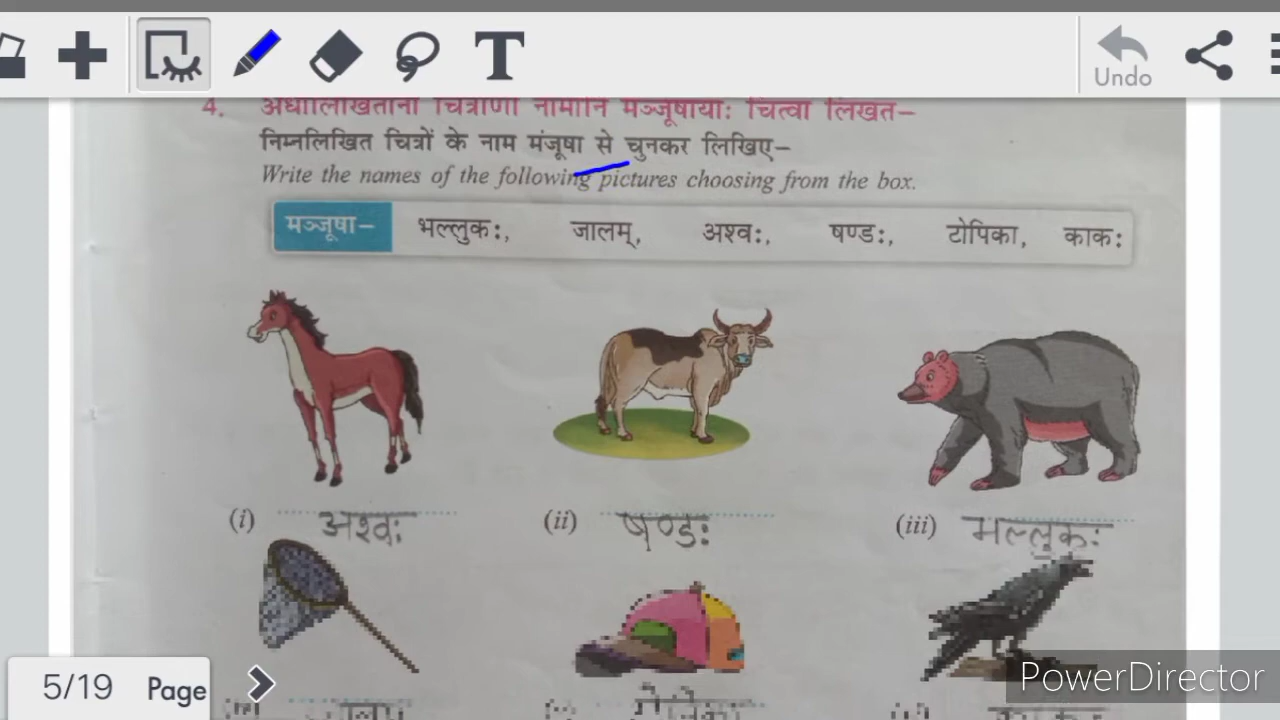 Undo
4. अधोलिखितानां चित्राणां नामानि मञ्जूषायाः चित्वा लिखत–
निम्नलिखित चित्रों के नाम मंजूषा से चुनकर लिखिए–
Write the names of the following pictures choosing from the box.
मञ्जूषा– भल्लुकः, जालम्, अश्वः, षण्डः, टोपिका, काकः
(i) अश्वः (ii) षण्डः (iii) भल्लुकः
5/19 Page
PowerDirector